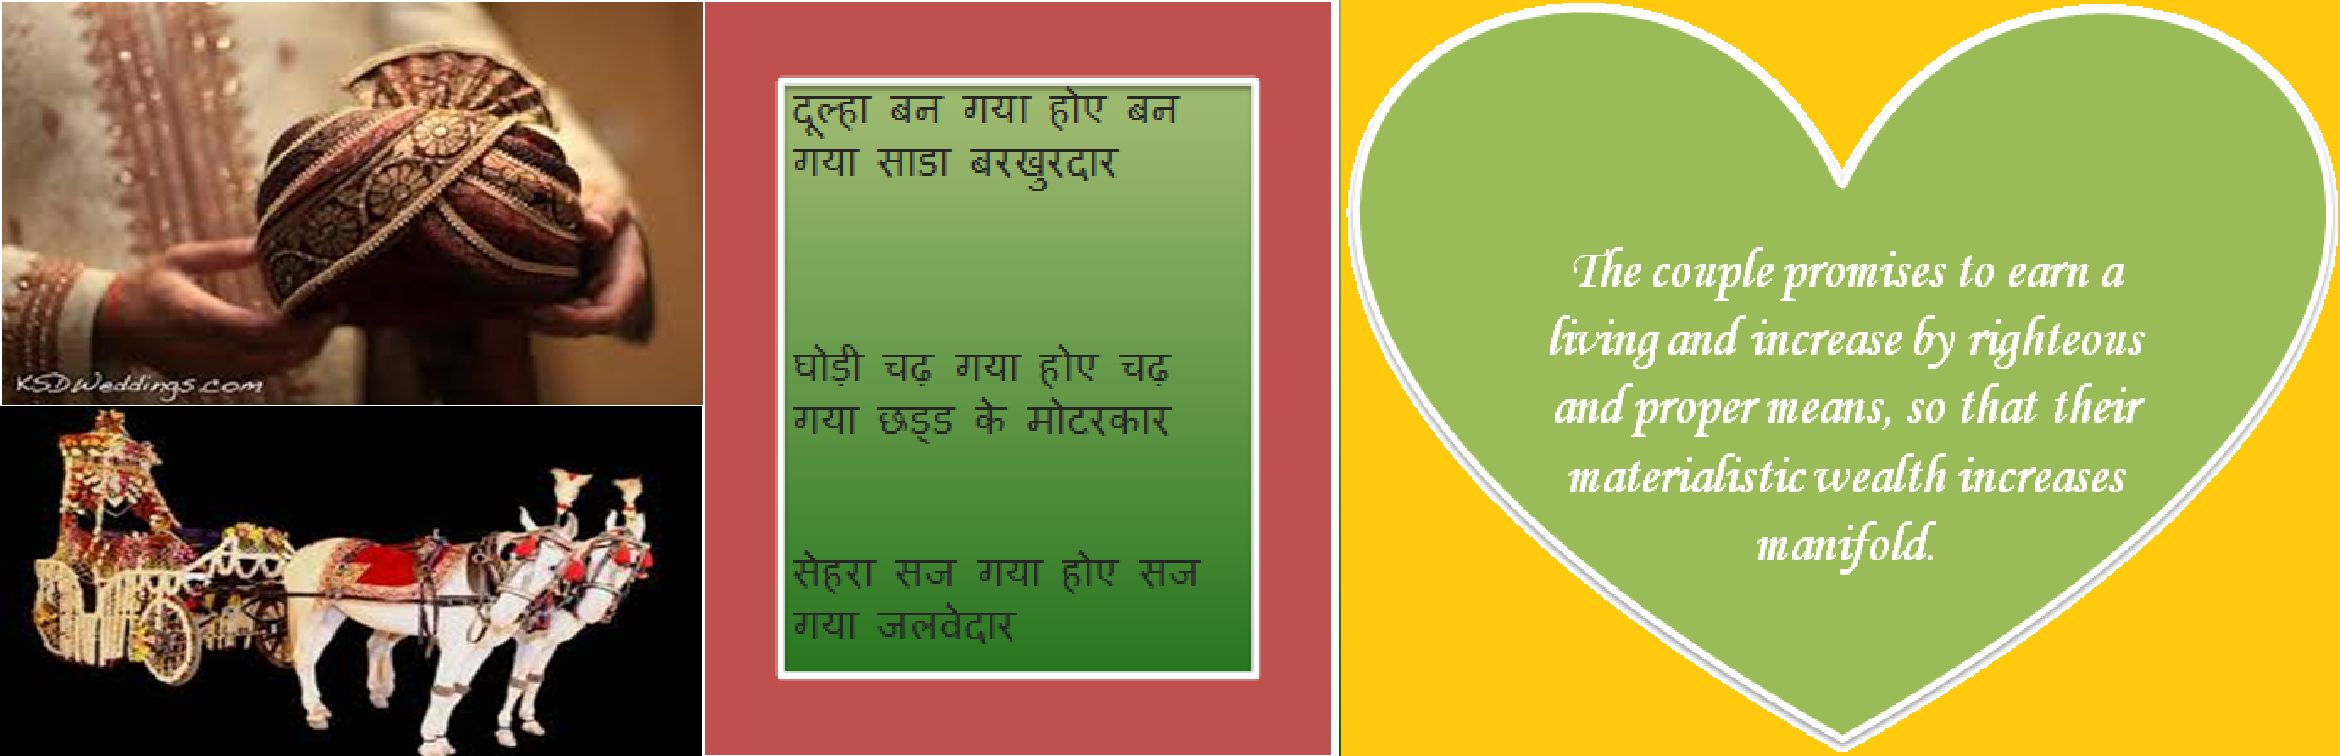 KSDWeddings.com
दूल्हा बन गया होए बन
गया साडा बरखुरदार
घोड़ी चढ़ गया होए चढ़
गया छड्ड के मोटरकार
सेहरा सज गया होए सज
गया जलवेदार
The couple promises to earn a
living and increase by righteous
and proper means, so that their
materialistic wealth increases
manifold.